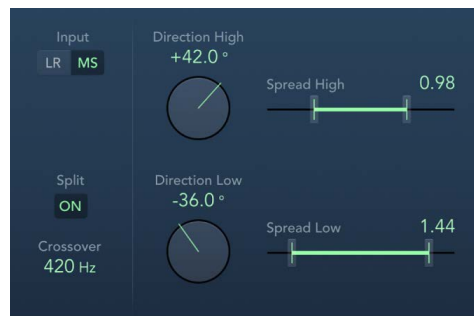 Input
LR MS
Direction High
+42.0 °
Spread High 0.98
Split
ON
Direction Low
-36.0 °
Spread Low 1.44
Crossover
420 Hz